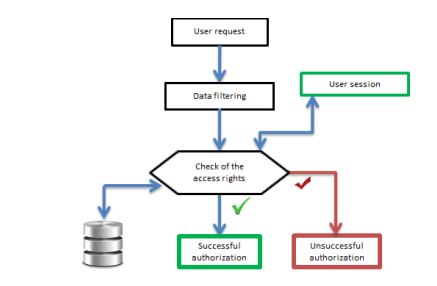 User request
Data filtering
User session
Check of the
access rights
Successful
authorization
Unsuccessful
authorization